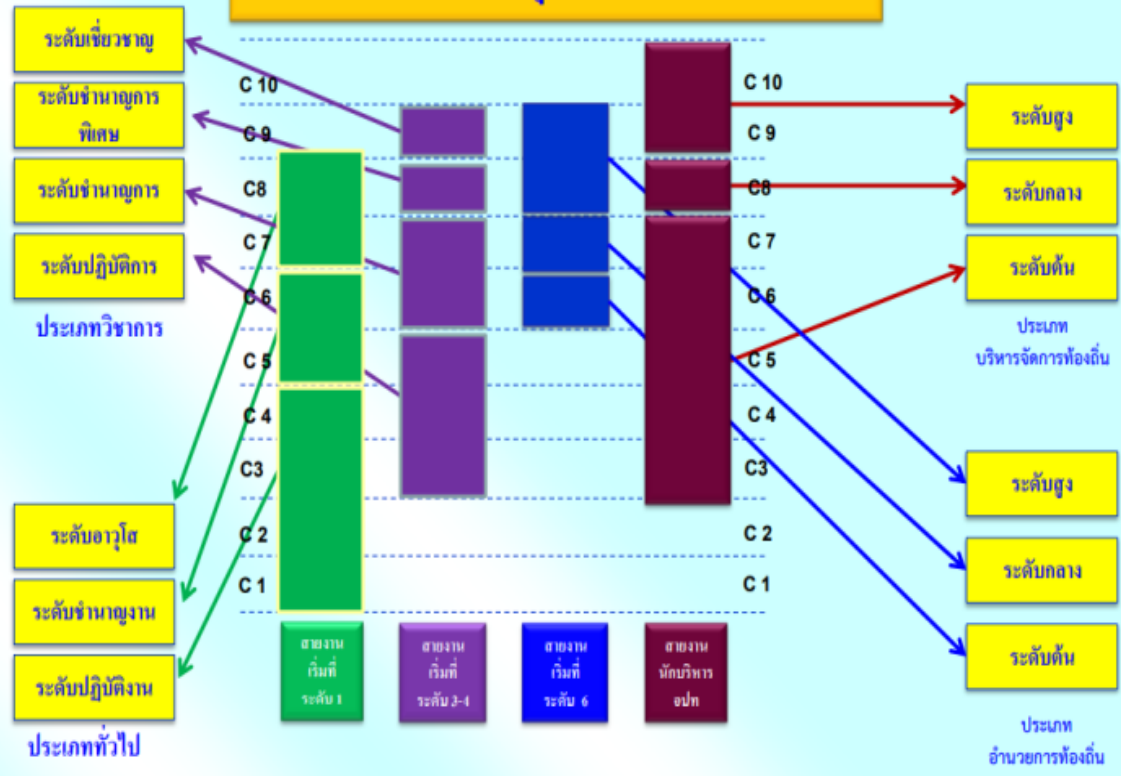 ระดับเชี่ยวชาญ
ระดับชำนาญการ
พิเศษ
ระดับชำนาญการ
ระดับปฏิบัติการ
ประเภทวิชาการ
ระดับอาวุโส
ระดับชำนาญงาน
ระดับปฏิบัติงาน
ประเภททั่วไป
C 10
C 9
C8
C 7
C 6
C 5
C 4
C3
C 2
C 1
สายงาน
เริ่มที่
ระดับ 1
สายงาน
เริ่มที่
ระดับ 3-4
สายงาน
เริ่มที่
ระดับ 6
สายงาน
นักบริหาร
อปท
C 10
C 9
C8
C 7
C 6
C 5
C 4
C3
C 2
C 1
ระดับสูง
ระดับกลาง
ระดับต้น
ประเภท
บริหารจัดการท้องถิ่น
ระดับสูง
ระดับกลาง
ระดับต้น
ประเภท
อำนวยการท้องถิ่น